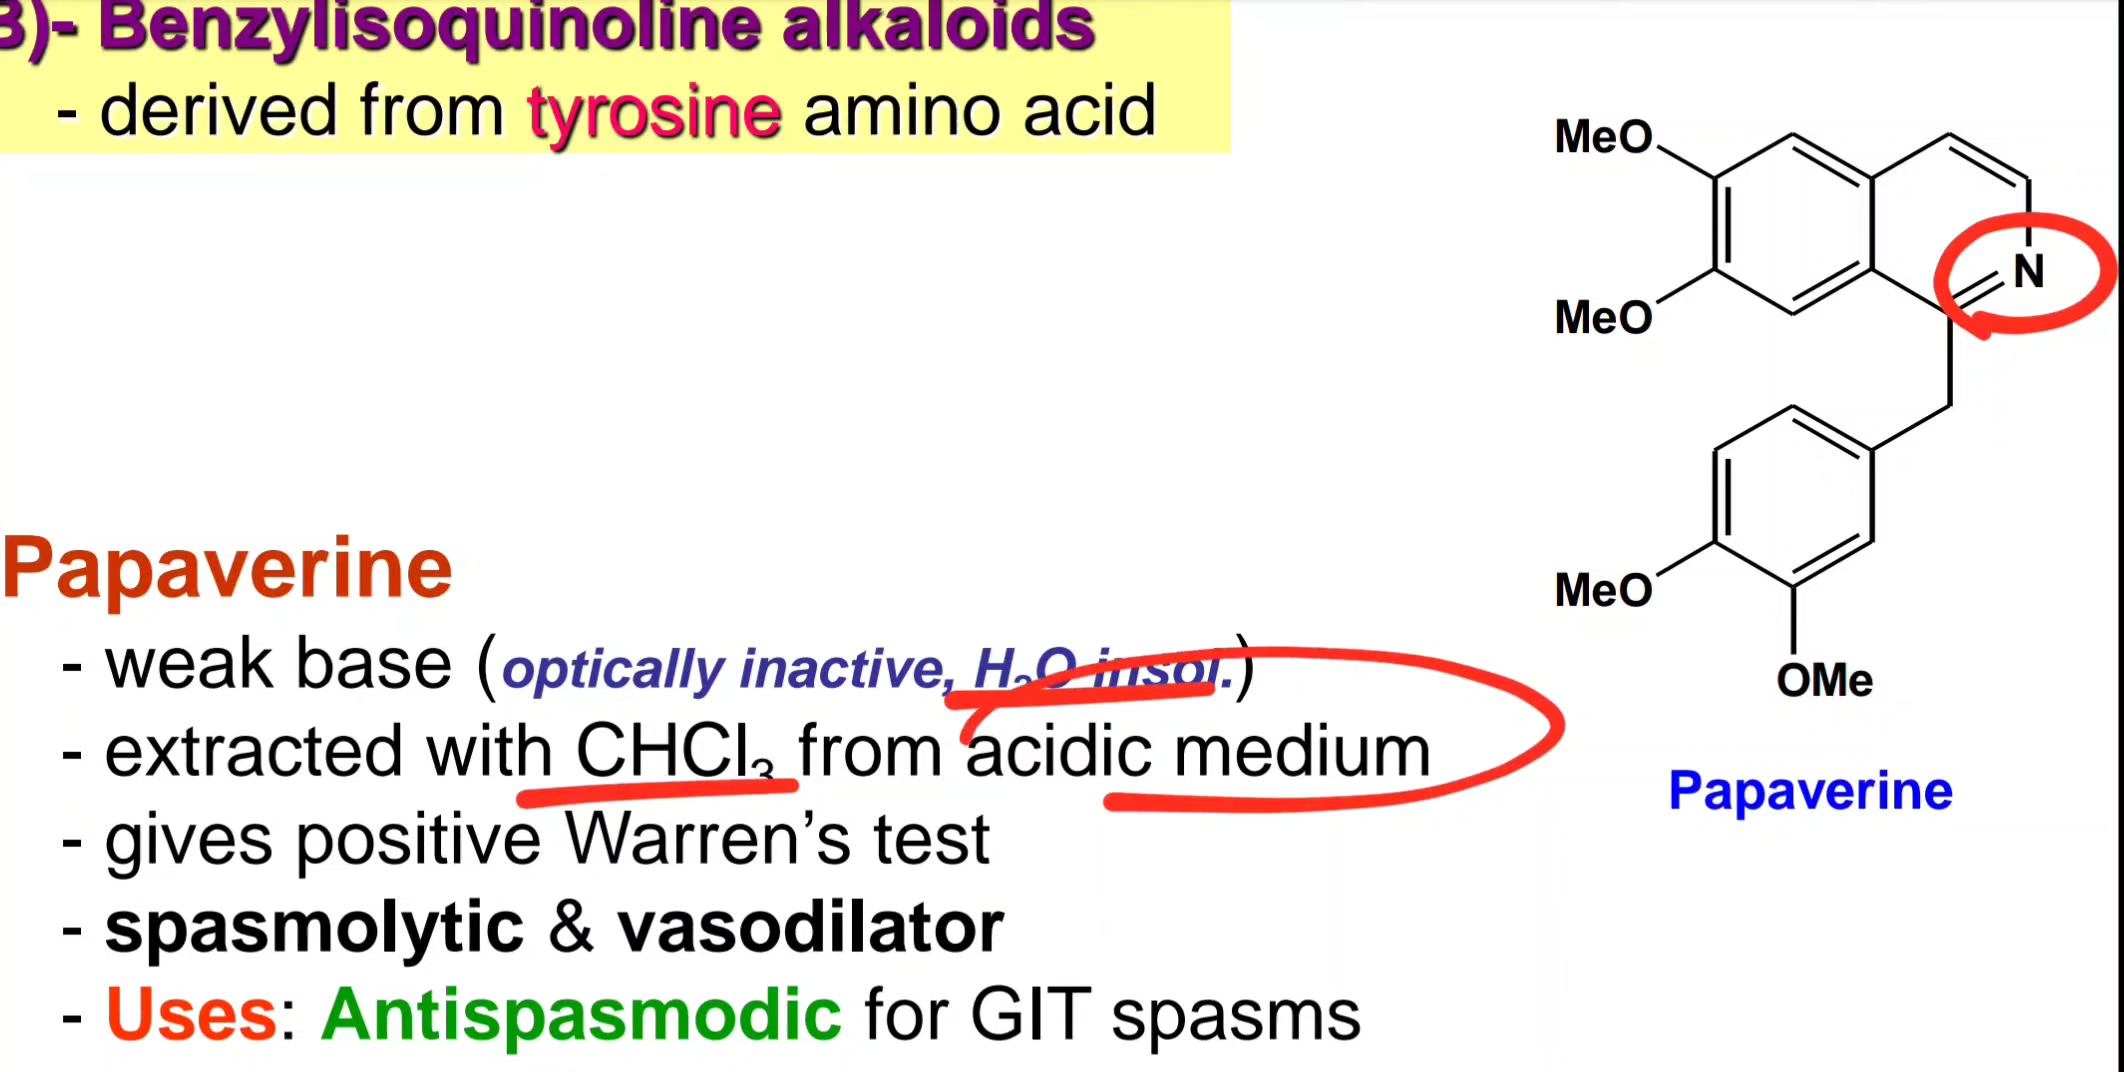 3)- Benzylisoquinoline alkaloids
- derived from tyrosine amino acid
MeO
N
MeO
MeO
OMe
Papaverine
Papaverine
- weak base (optically inactive, H₂O insol.)
- extracted with CHCl₃ from acidic medium
- gives positive Warren’s test
- spasmolytic & vasodilator
- Uses: Antispasmodic for GIT spasms